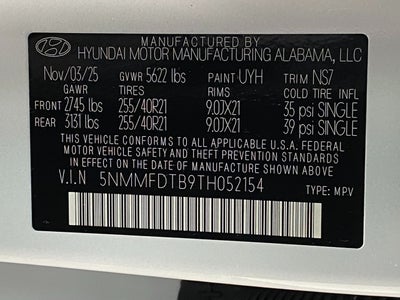 MANUFACTURED BY
HYUNDAI MOTOR MANUFACTURING ALABAMA, LLC
Nov/03/25 GVWR 5622 lbs PAINT UYH TRIM NS7
GAWR TIRES RIMS COLD TIRE INFL
FRONT 2745 lbs 255/40R21 9.0JX21 35 psi SINGLE
REAR 3131 lbs 255/40R21 9.0JX21 39 psi SINGLE
THIS VEHICLE CONFORMS TO ALL APPLICABLE FEDERAL
MOTOR VEHICLE SAFETY, BUMPER, AND THEFT PREVENTION STANDARDS
IN EFFECT ON THE DATE OF MANUFACTURE SHOWN ABOVE.
V.I.N 5NMMFDTB9TH052154 TYPE: MPV